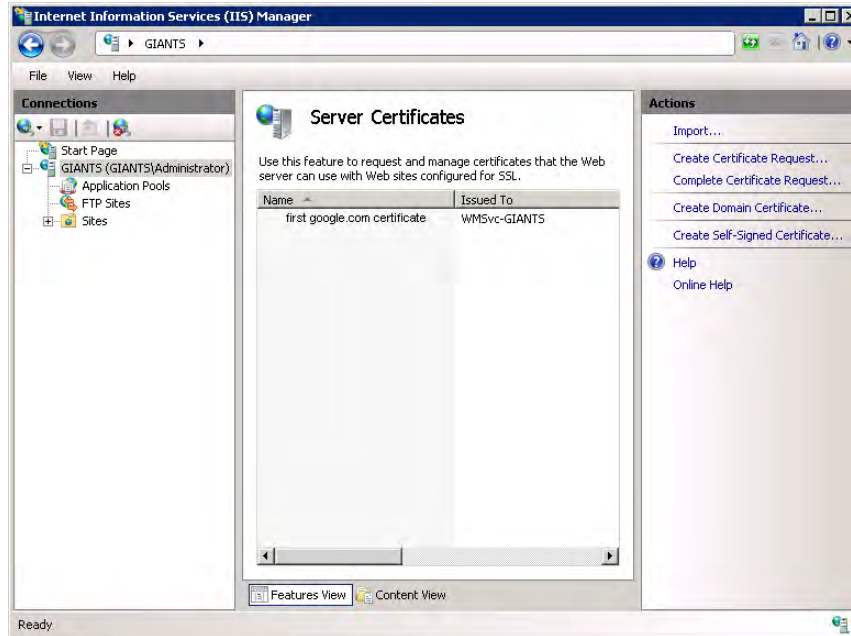 Internet Information Services (IIS) Manager
GIANTS
File View Help
Connections
Start Page
GIANTS (GIANTS\Administrator)
Application Pools
FTP Sites
Sites
Server Certificates
Use this feature to request and manage certificates that the Web
server can use with Web sites configured for SSL.
Name Issued To
first google.com certificate WMSvc-GIANTS
Features View Content View
Actions
Import...
Create Certificate Request...
Complete Certificate Request...
Create Domain Certificate...
Create Self-Signed Certificate...
Help
Online Help
Ready